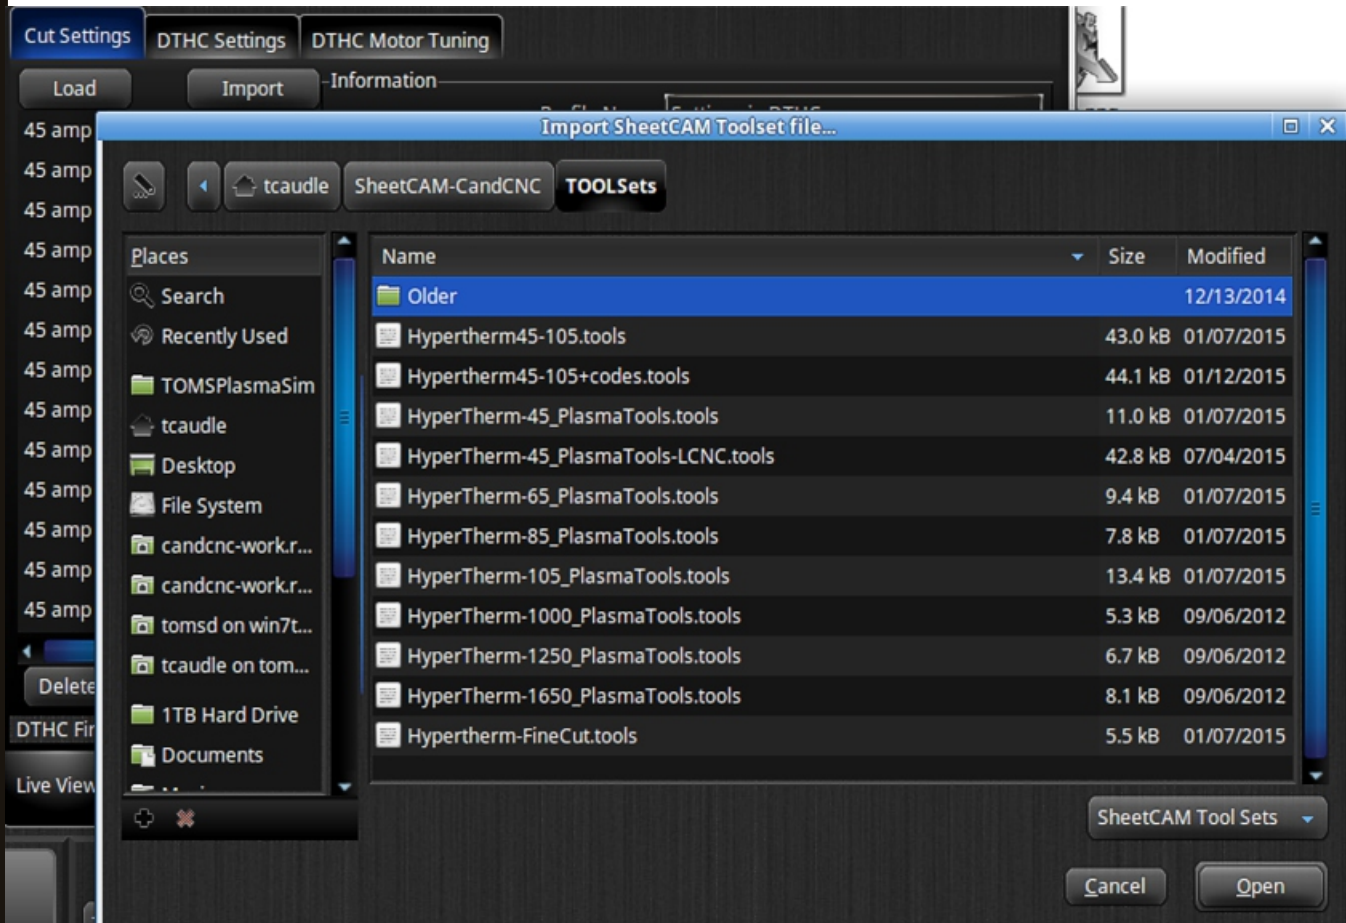 Cut Settings DTHC Settings DTHC Motor Tuning
Load Import Information
Import SheetCAM Toolset file...
45 amp
45 amp
45 amp
45 amp
45 amp
45 amp
45 amp
45 amp
45 amp
45 amp
45 amp
45 amp
45 amp
Delete
DTHC Fir
Live View
tcaudle SheetCAM-CandCNC TOOLSets
Places
Search
Recently Used
TOMSPlasmaSim
tcaudle
Desktop
File System
candcnc-work.r...
candcnc-work.r...
tomsd on win7t...
tcaudle on tom...
1TB Hard Drive
Documents
Name Size Modified
Older 12/13/2014
Hypertherm45-105.tools 43.0 kB 01/07/2015
Hypertherm45-105+codes.tools 44.1 kB 01/12/2015
HyperTherm-45_PlasmaTools.tools 11.0 kB 01/07/2015
HyperTherm-45_PlasmaTools-LCNC.tools 42.8 kB 07/04/2015
HyperTherm-65_PlasmaTools.tools 9.4 kB 01/07/2015
HyperTherm-85_PlasmaTools.tools 7.8 kB 01/07/2015
HyperTherm-105_PlasmaTools.tools 13.4 kB 01/07/2015
HyperTherm-1000_PlasmaTools.tools 5.3 kB 09/06/2012
HyperTherm-1250_PlasmaTools.tools 6.7 kB 09/06/2012
HyperTherm-1650_PlasmaTools.tools 8.1 kB 09/06/2012
Hypertherm-FineCut.tools 5.5 kB 01/07/2015
SheetCAM Tool Sets
Cancel Open